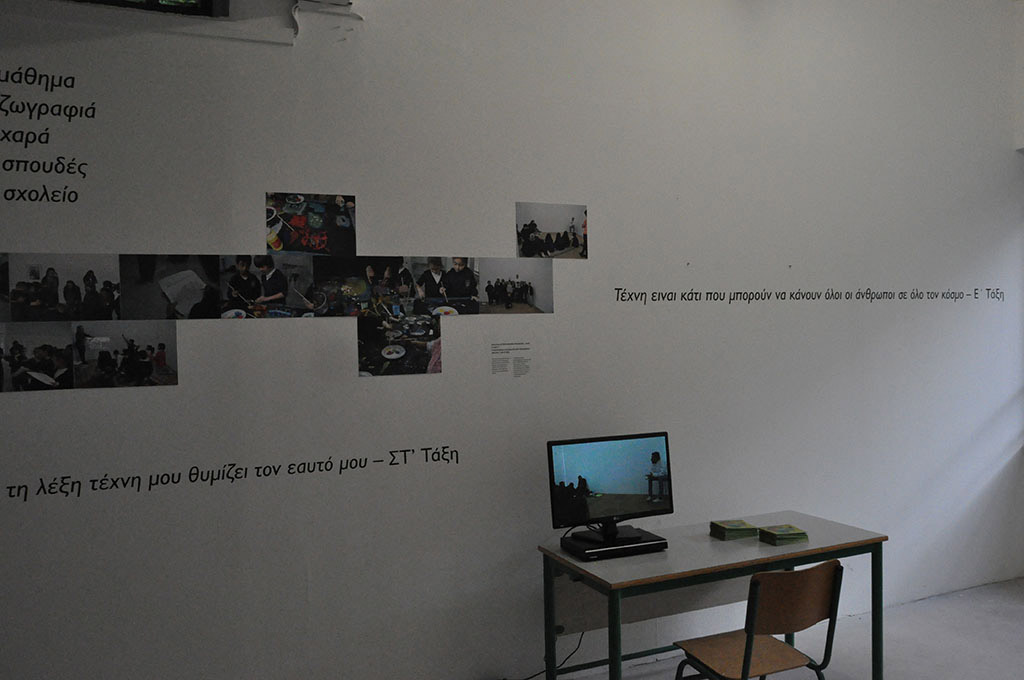 μάθημα
ζωγραφιά
χαρά
σπουδές
σχολείο
Τέχνη ειναι κάτι που μπορούν να κάνουν όλοι οι άνθρωποι σε όλο τον κόσμο – Ε΄ Τάξη
τη λέξη τέχνη μου θυμίζει τον εαυτό μου – ΣΤ' Τάξη